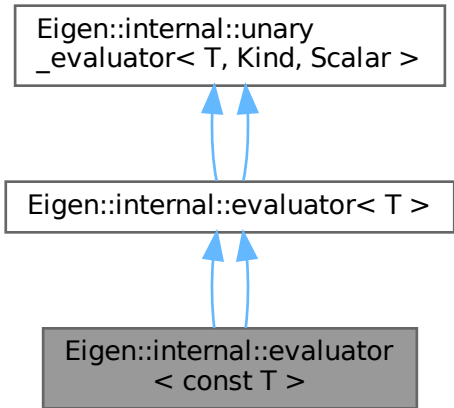 Eigen::internal::unary
_evaluator< T, Kind, Scalar >
Eigen::internal::evaluator< T >
Eigen::internal::evaluator
< const T >